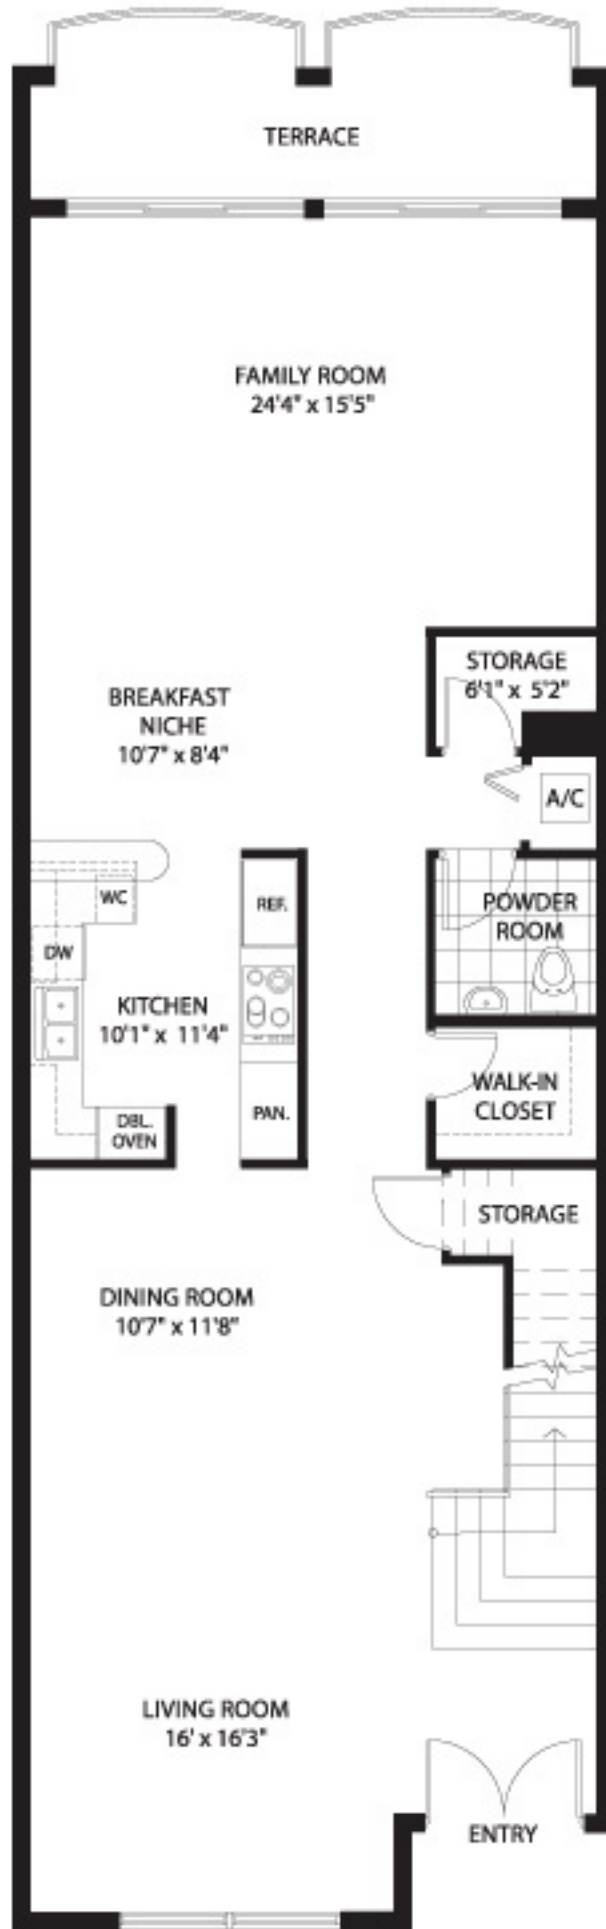 TERRACE
FAMILY ROOM
24'4" x 15'5"
STORAGE
6'1" x 5'2"
BREAKFAST
NICHE
10'7" x 8'4"
A/C
WC
REF.
POWDER
ROOM
DW
KITCHEN
10'1" x 11'4"
WALK-IN
CLOSET
DBL.
OVEN
PAN.
STORAGE
DINING ROOM
10'7" x 11'8"
LIVING ROOM
16' x 16'3"
ENTRY